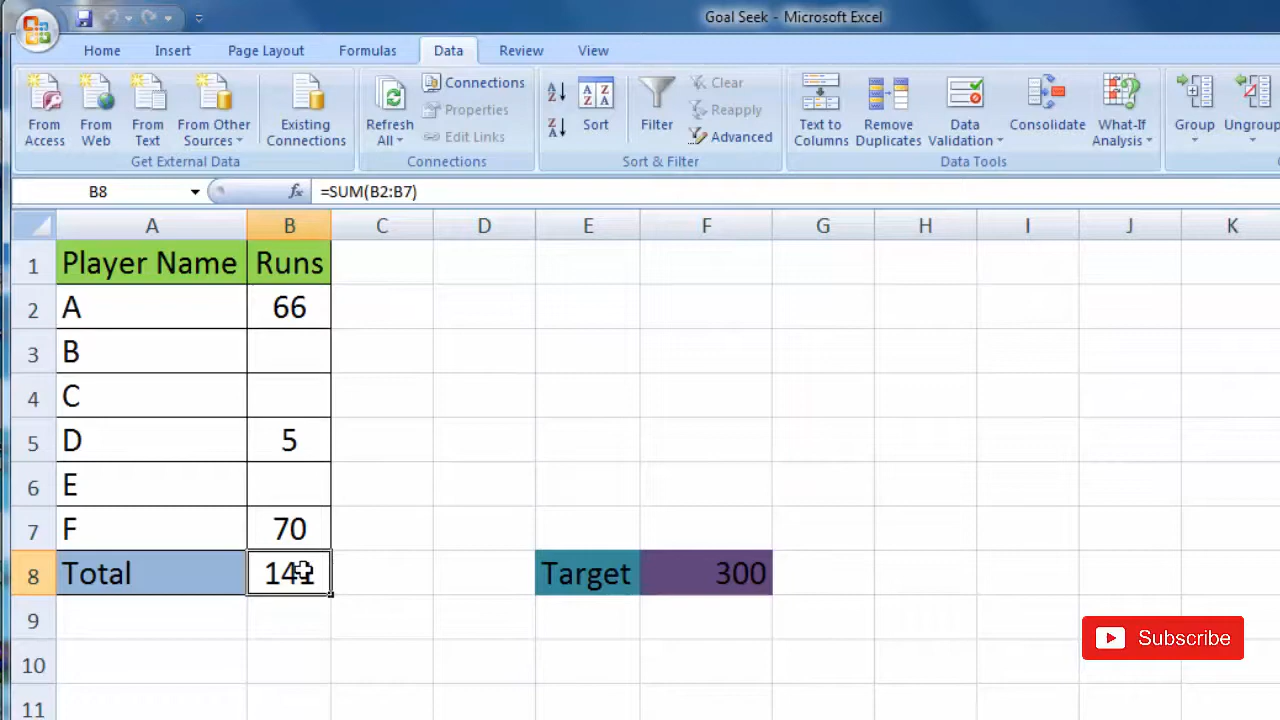 Goal Seek - Microsoft Excel
Home Insert Page Layout Formulas Data Review View
From Access
From Web
From Text
From Other Sources
Existing Connections
Get External Data
Refresh All
Connections
Properties
Edit Links
Connections
Sort
Filter
Clear
Reapply
Advanced
Sort & Filter
Text to Columns
Remove Duplicates
Data Validation
Consolidate
What-If Analysis
Data Tools
Group
Ungroup
B8 fx =SUM(B2:B7)
A B C D E F G H I J K
1 Player Name Runs
2 A 66
3 B
4 C
5 D 5
6 E
7 F 70
8 Total 141 Target 300
9
Subscribe
10
11